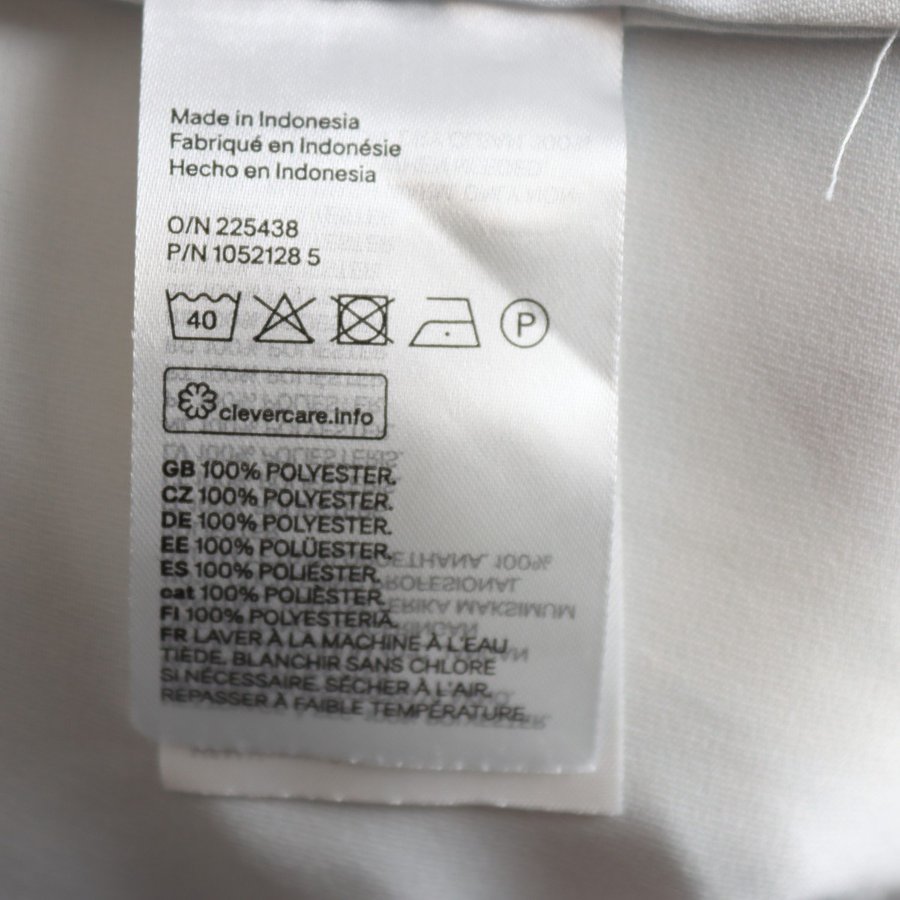 Made in Indonesia
Fabriqué en Indonésie
Hecho en Indonesia
O/N 225438
P/N 1052128 5
40 P
clevercare.info
GB 100% POLYESTER.
CZ 100% POLYESTER.
DE 100% POLYESTER.
EE 100% POLÜESTER.
ES 100% POLIÉSTER.
cat 100% POLIÈSTER.
FI 100% POLYESTERIÄ.
FR LAVER À LA MACHINE À L'EAU
TIÈDE. BLANCHIR SANS CHLORE
SI NÉCESSAIRE. SÉCHER À L'AIR.
REPASSER À FAIBLE TEMPÉRATURE.